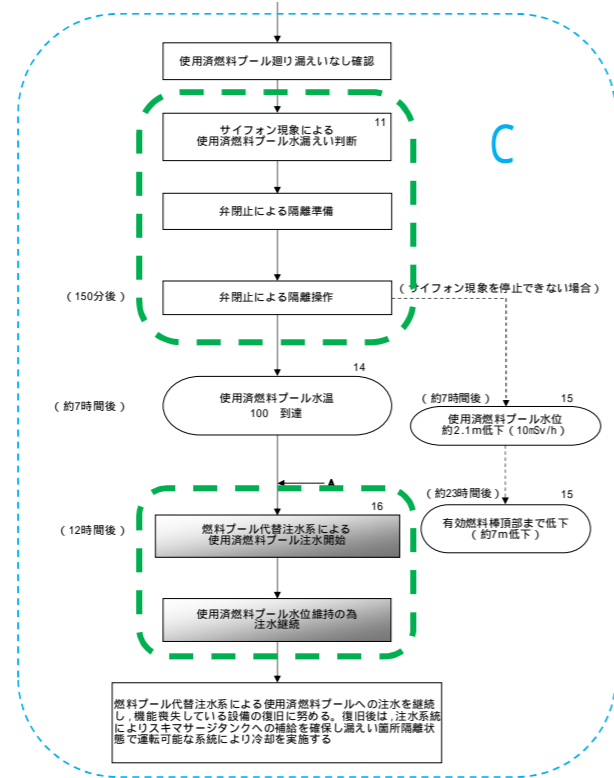 使用済燃料プール廻り漏えいなし確認
C
11
サイフォン現象による
使用済燃料プール水漏えい判断
弁閉止による隔離準備
(サイフォン現象を停止できない場合)
(150分後)
弁閉止による隔離操作
14
(約7時間後)
使用済燃料プール水温
100 到達
(約7時間後)
15
使用済燃料プール水位
約2.1m低下(10mSv/h)
(約23時間後)
15
有効燃料棒頂部まで低下
(約7m低下)
16
(12時間後)
燃料プール代替注水系による
使用済燃料プール注水開始
使用済燃料プール水位維持の為
注水継続
燃料プール代替注水系による使用済燃料プールへの注水を継続
し,機能喪失している設備の復旧に努める。復旧後は,注水系統
によりスキマサージタンクへの補給を確保し漏えい箇所隔離状
態で運転可能な系統により冷却を実施する